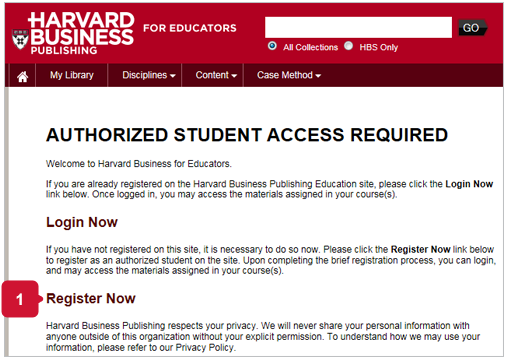 HARVARD
BUSINESS
PUBLISHING
FOR EDUCATORS
GO
All Collections HBS Only
My Library Disciplines Content Case Method
AUTHORIZED STUDENT ACCESS REQUIRED
Welcome to Harvard Business for Educators.
If you are already registered on the Harvard Business Publishing Education site, please click the Login Now
link below. Once logged in, you may access the materials assigned in your course(s).
Login Now
If you have not registered on this site, it is necessary to do so now. Please click the Register Now link below
to register as an authorized student on the site. Upon completing the brief registration process, you can login,
and may access the materials assigned in your course(s).
1 Register Now
Harvard Business Publishing respects your privacy. We will never share your personal information with
anyone outside of this organization without your explicit permission. To understand how we may use your
information, please refer to our Privacy Policy.